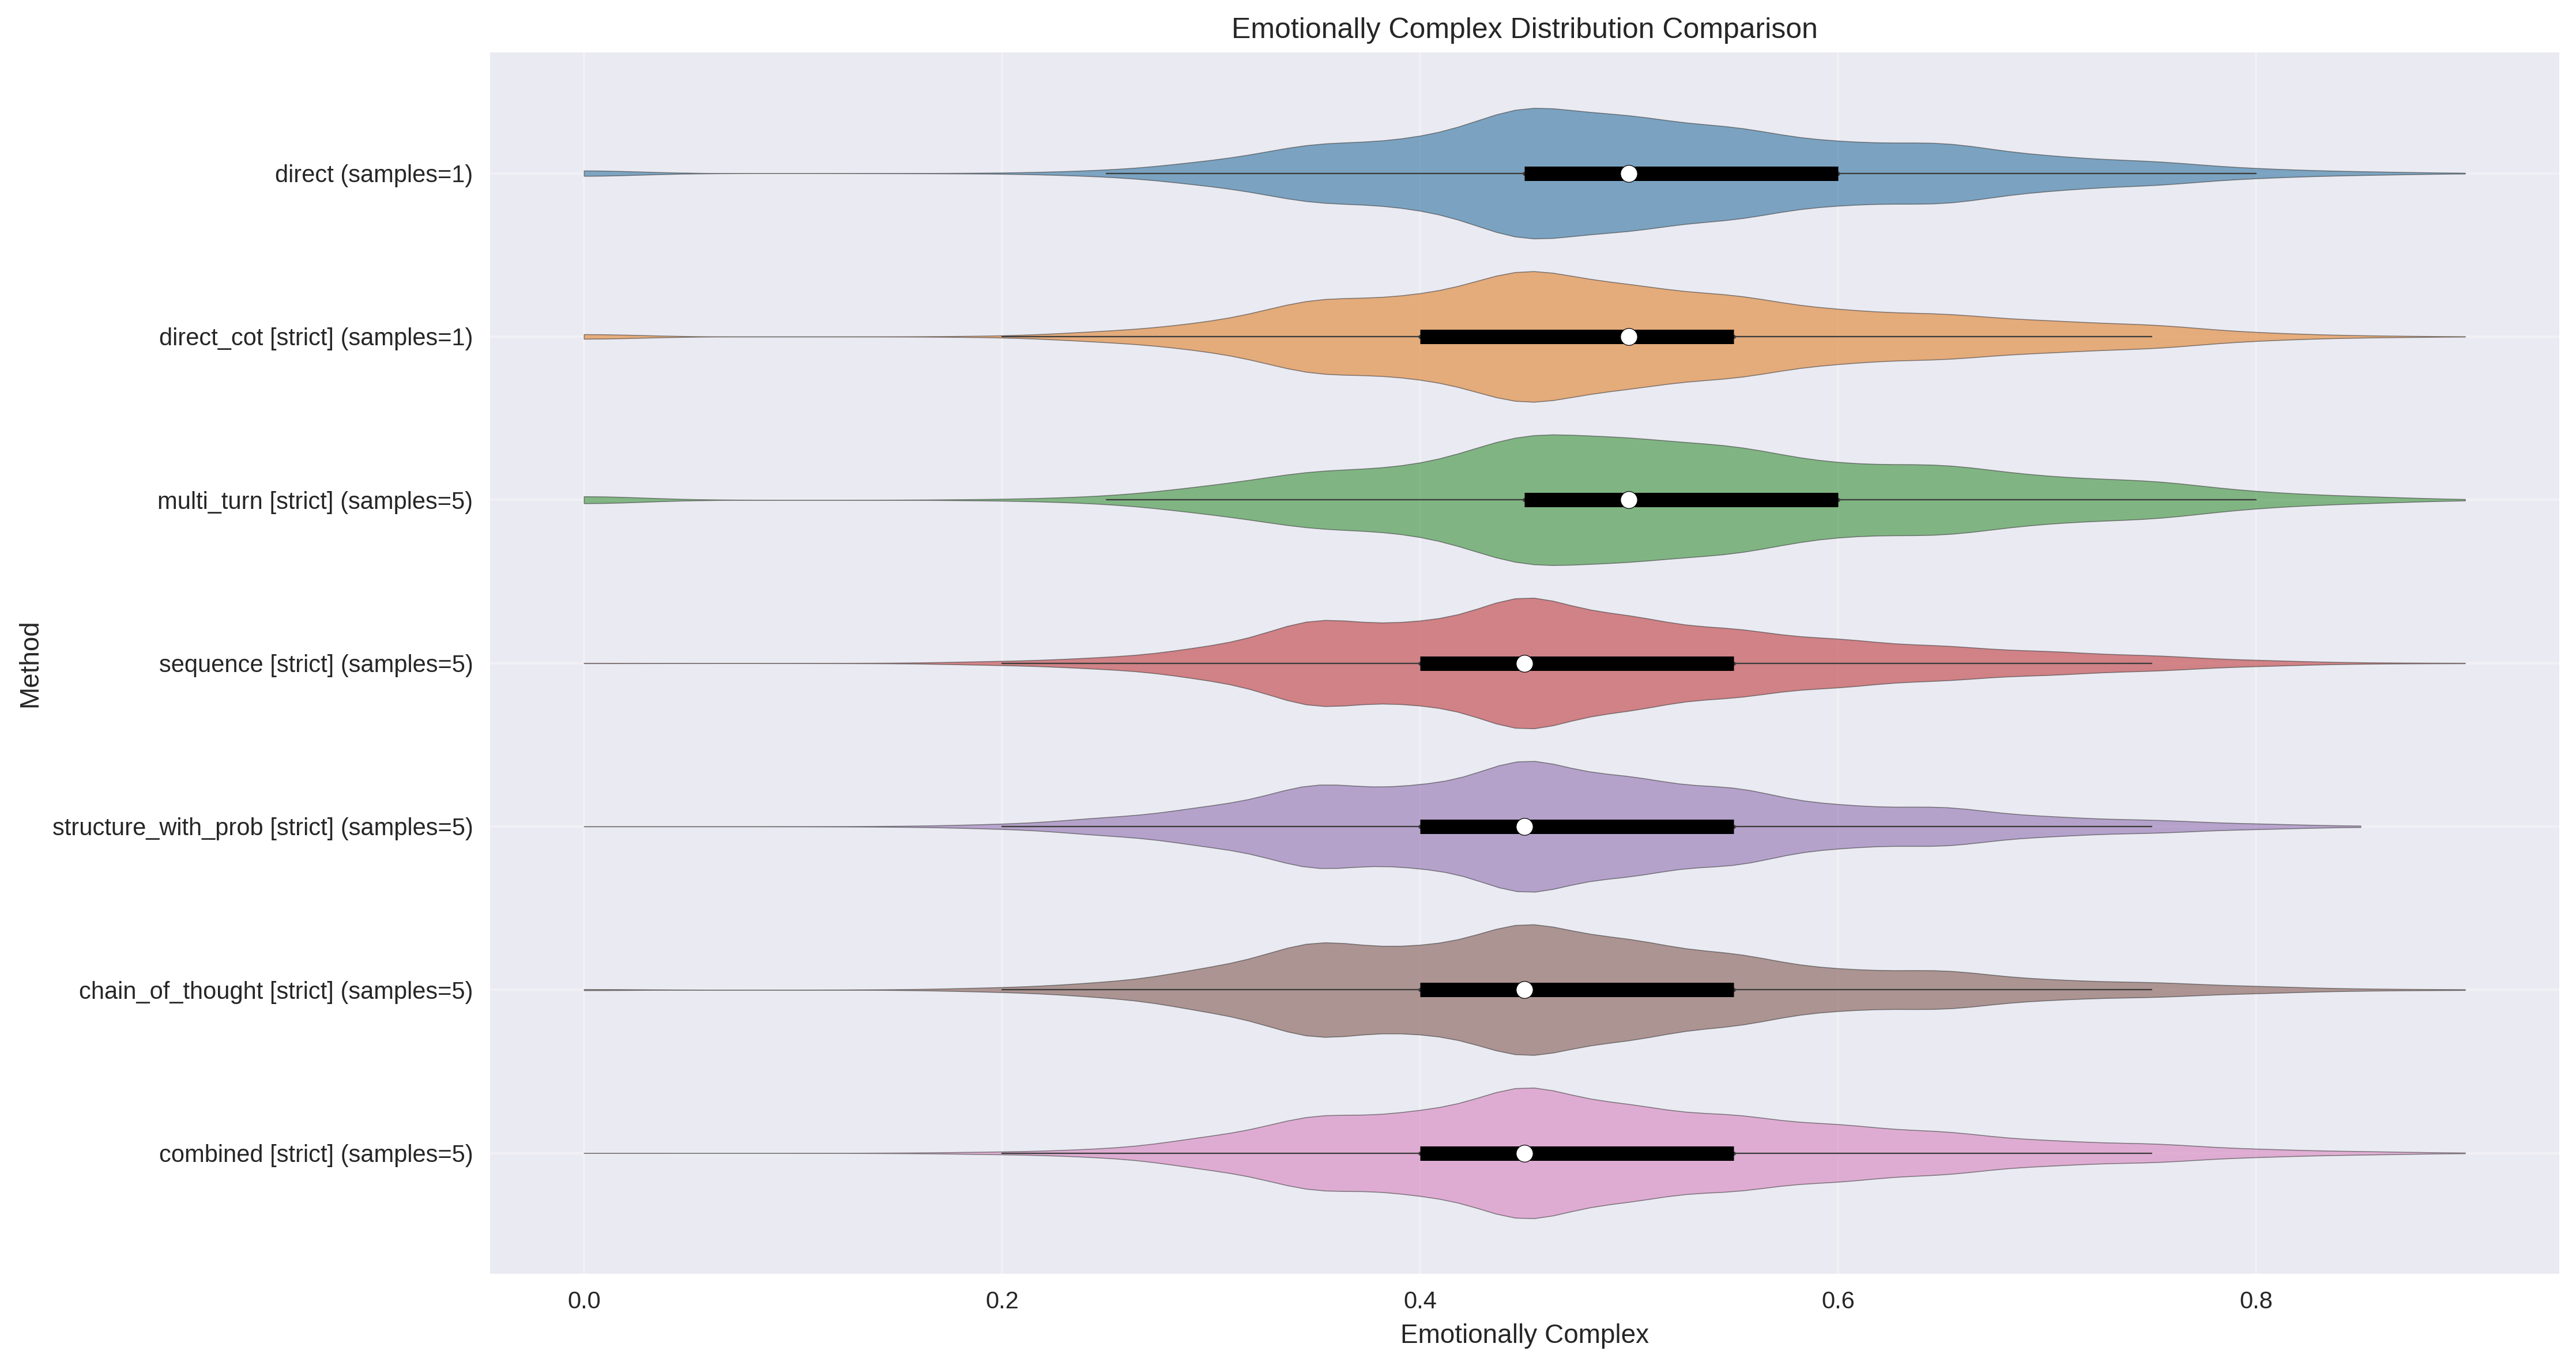 Emotionally Complex Distribution Comparison
Method
direct (samples=1)
direct_cot [strict] (samples=1)
multi_turn [strict] (samples=5)
sequence [strict] (samples=5)
structure_with_prob [strict] (samples=5)
chain_of_thought [strict] (samples=5)
combined [strict] (samples=5)
0.0 0.2 0.4 0.6 0.8
Emotionally Complex